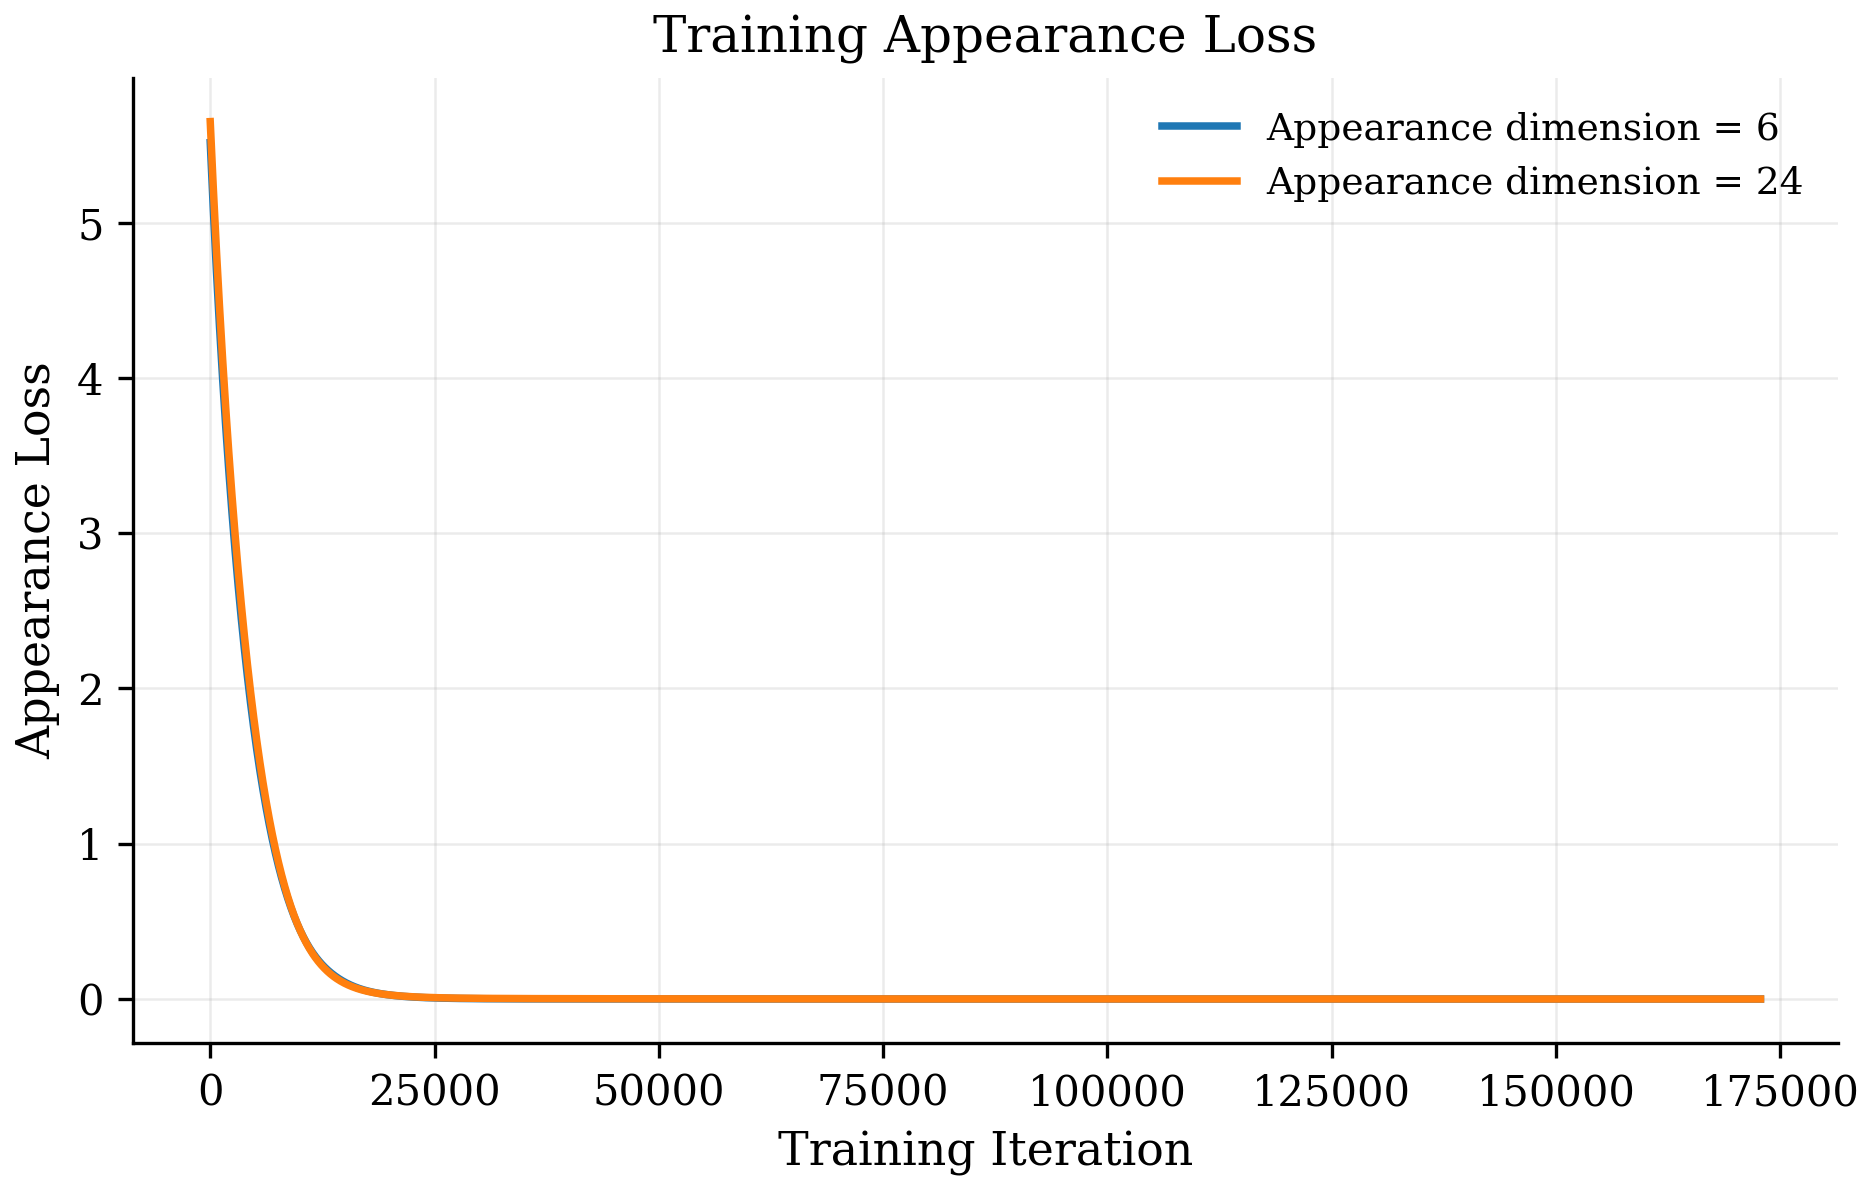 Training Appearance Loss
Appearance dimension = 6
Appearance dimension = 24
Appearance Loss
5
4
3
2
1
0
0 25000 50000 75000 100000 125000 150000 175000
Training Iteration